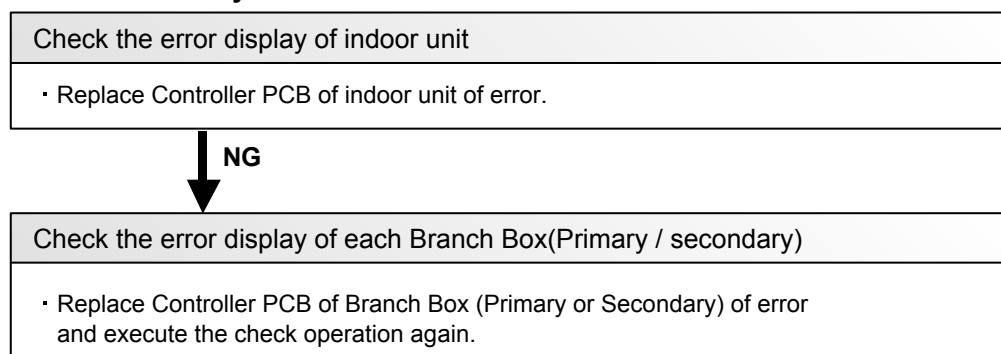 Check the error display of indoor unit
・Replace Controller PCB of indoor unit of error.
NG
Check the error display of each Branch Box(Primary / secondary)
・Replace Controller PCB of Branch Box (Primary or Secondary) of error
and execute the check operation again.